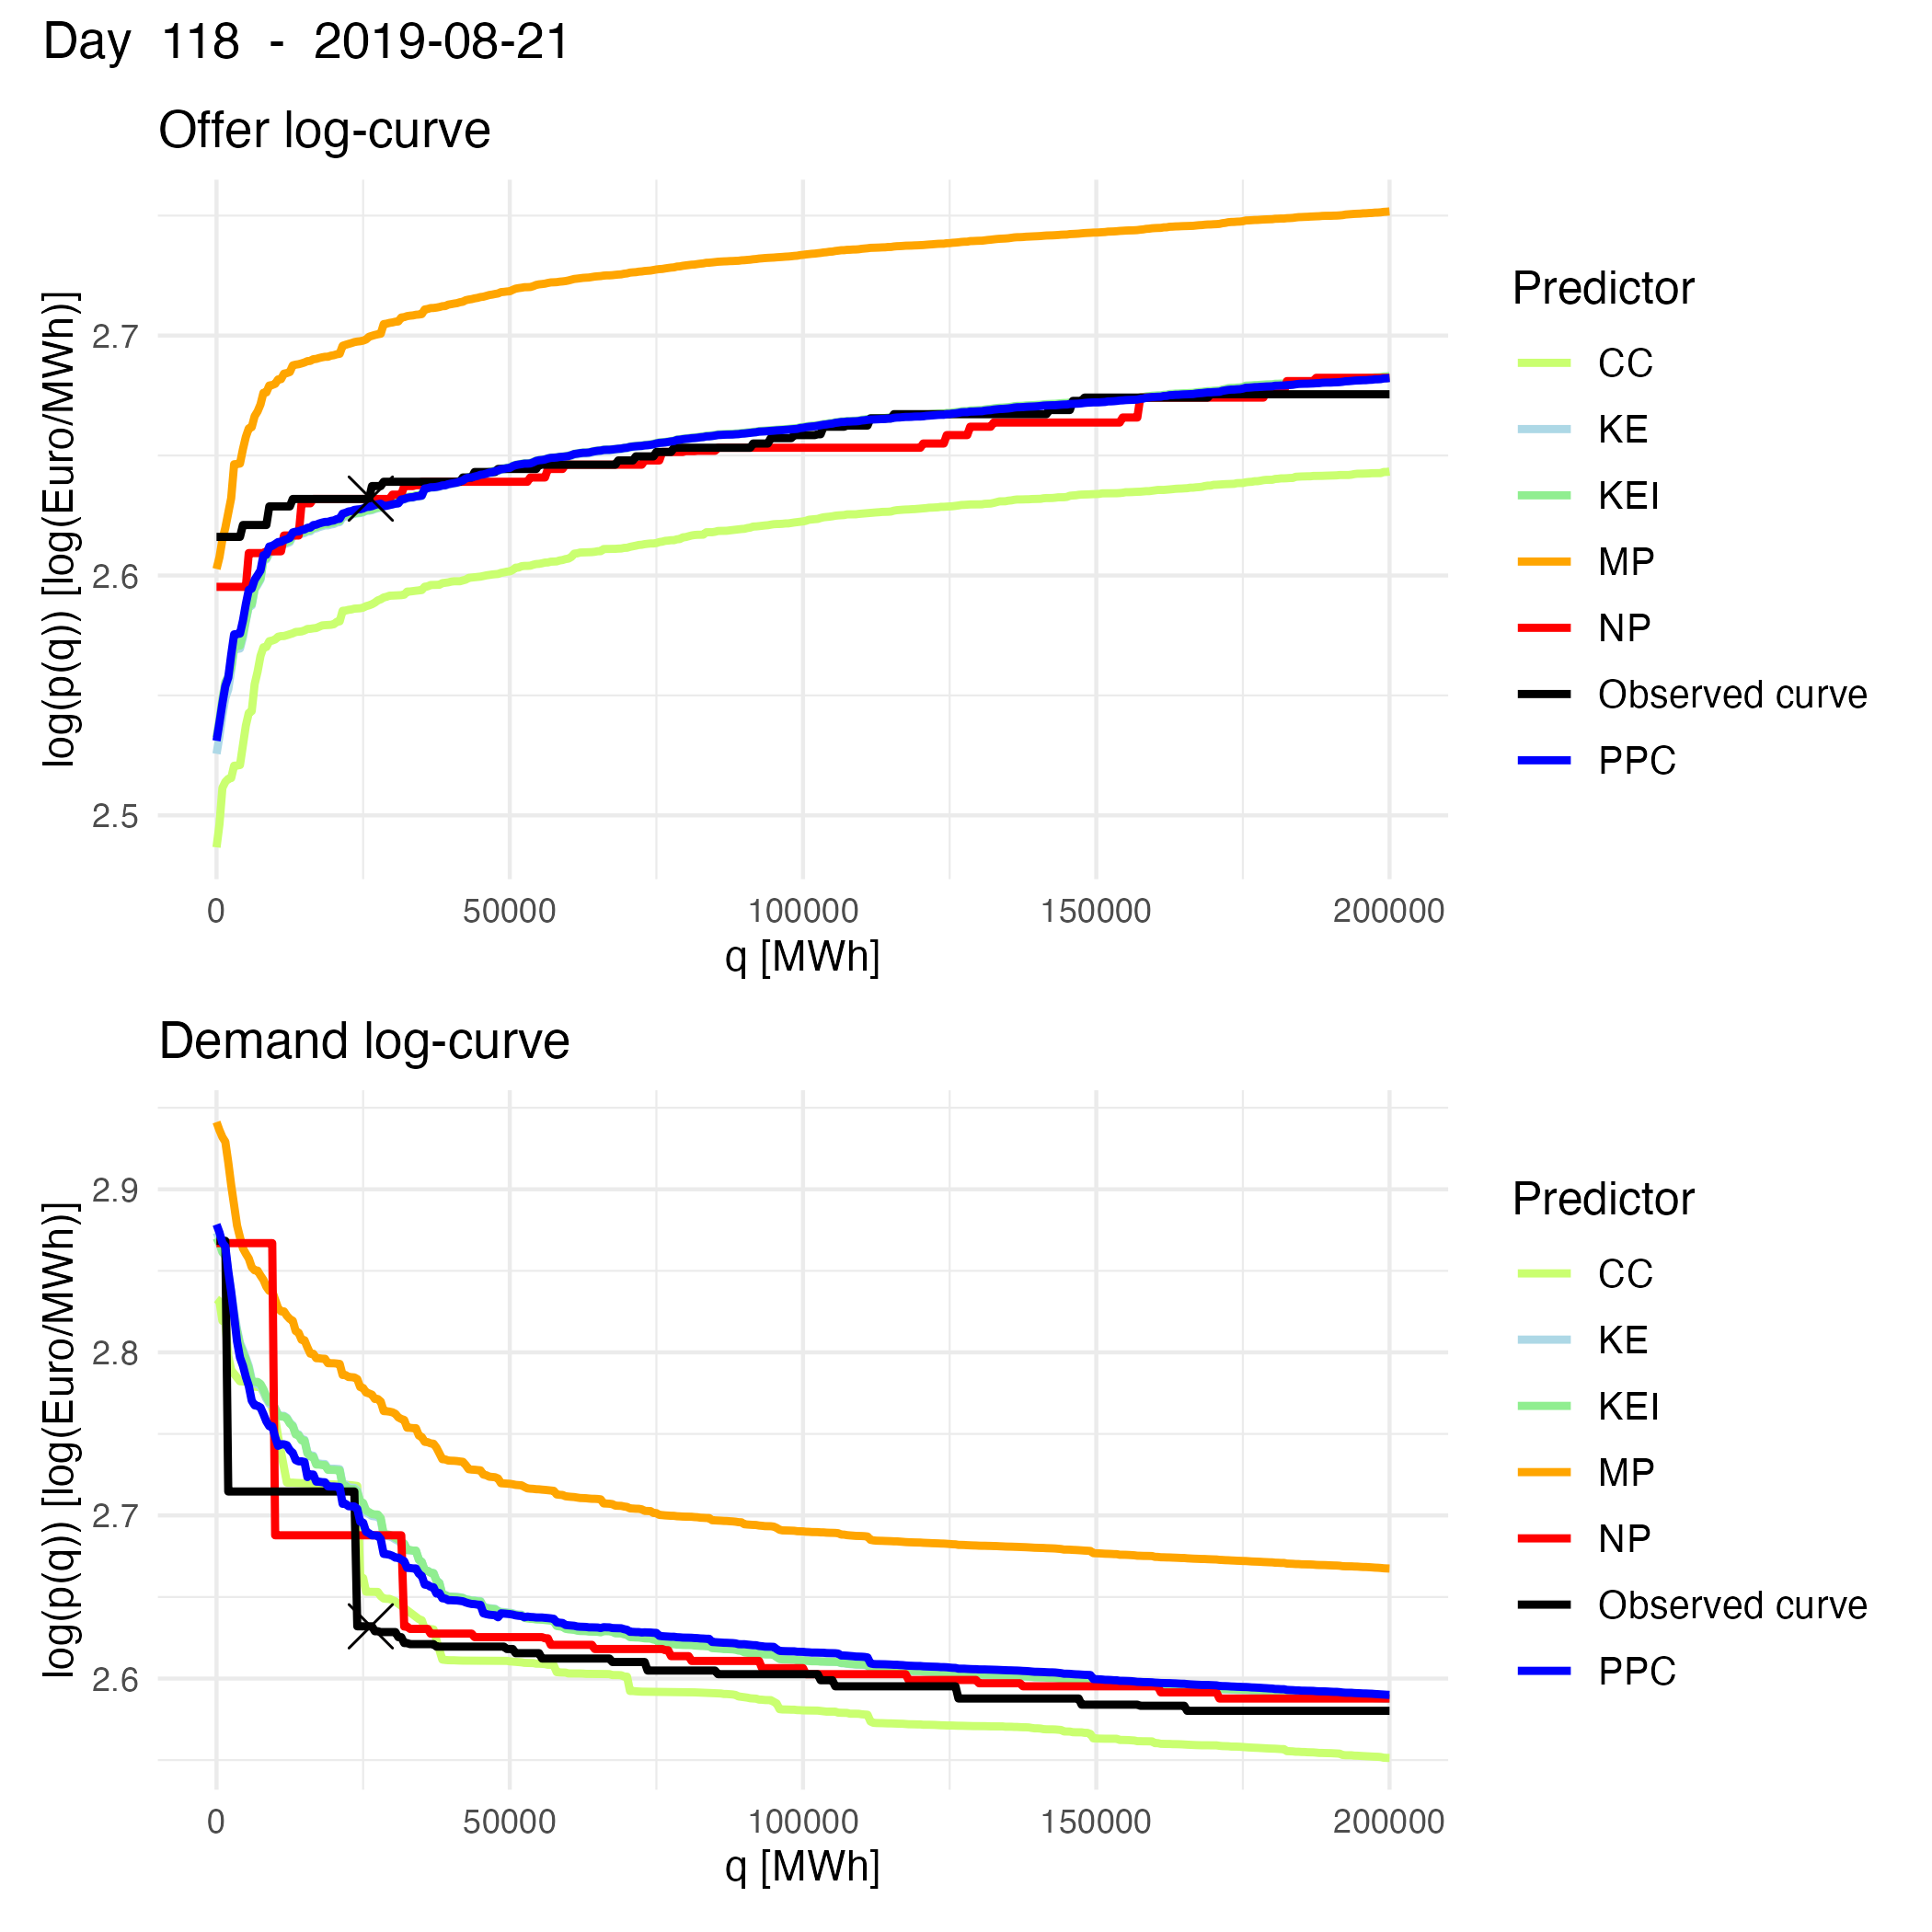 Day 118 - 2019-08-21
Offer log-curve
log(p(q)) [log(Euro/MWh)]
2.7
2.6
2.5
0 50000 100000 150000 200000
q [MWh]
Predictor
CC
KE
KEI
MP
NP
Observed curve
PPC
Demand log-curve
log(p(q)) [log(Euro/MWh)]
2.9
2.8
2.7
2.6
0 50000 100000 150000 200000
q [MWh]
Predictor
CC
KE
KEI
MP
NP
Observed curve
PPC